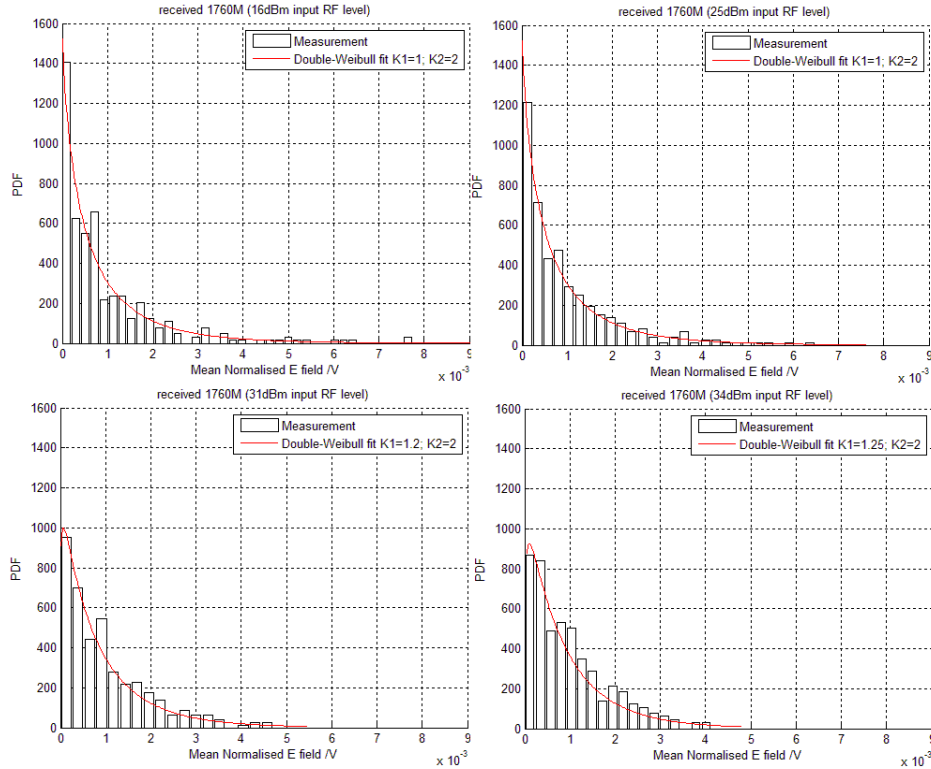 received 1760M (16dBm input RF level)
Measurement
Double-Weibull fit K1=1; K2=2
PDF
1600
1400
1200
1000
800
600
400
200
0
0 1 2 3 4 5 6 7 8 9
Mean Normalised E field /V
x 10⁻³
received 1760M (25dBm input RF level)
Measurement
Double-Weibull fit K1=1; K2=2
PDF
1600
1400
1200
1000
800
600
400
200
0
0 1 2 3 4 5 6 7 8 9
Mean Normalised E field /V
x 10⁻³
received 1760M (31dBm input RF level)
Measurement
Double-Weibull fit K1=1.2; K2=2
PDF
1600
1400
1200
1000
800
600
400
200
0
0 1 2 3 4 5 6 7 8 9
Mean Normalised E field /V
x 10⁻³
received 1760M (34dBm input RF level)
Measurement
Double-Weibull fit K1=1.25; K2=2
PDF
1600
1400
1200
1000
800
600
400
200
0
0 1 2 3 4 5 6 7 8 9
Mean Normalised E field /V
x 10⁻³